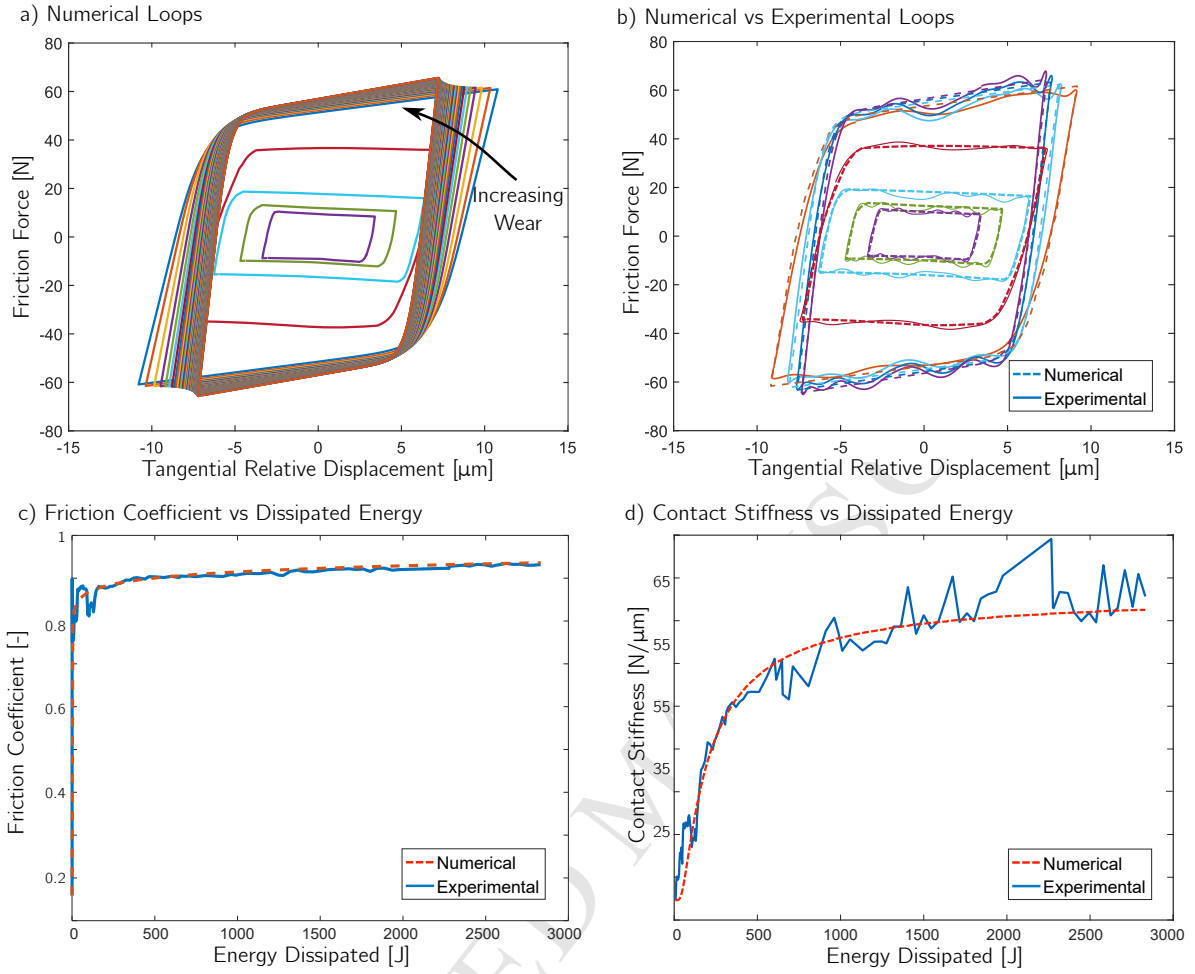 a) Numerical Loops
80
60
40
20
0
-20
-40
-60
-80
-15
-10
-5
0
5
10
15
Friction Force [N]
Tangential Relative Displacement [µm]
Increasing
Wear
b) Numerical vs Experimental Loops
80
60
40
20
0
-20
-40
-60
-80
-15
-10
-5
0
5
10
15
Friction Force [N]
Tangential Relative Displacement [µm]
Numerical
Experimental
c) Friction Coefficient vs Dissipated Energy
1
0.8
0.6
0.4
0.2
0
500
1000
1500
2000
2500
3000
Friction Coefficient [-]
Energy Dissipated [J]
Numerical
Experimental
d) Contact Stiffness vs Dissipated Energy
65
55
55
35
25
0
500
1000
1500
2000
2500
3000
Contact Stiffness [N/µm]
Energy Dissipated [J]
Numerical
Experimental